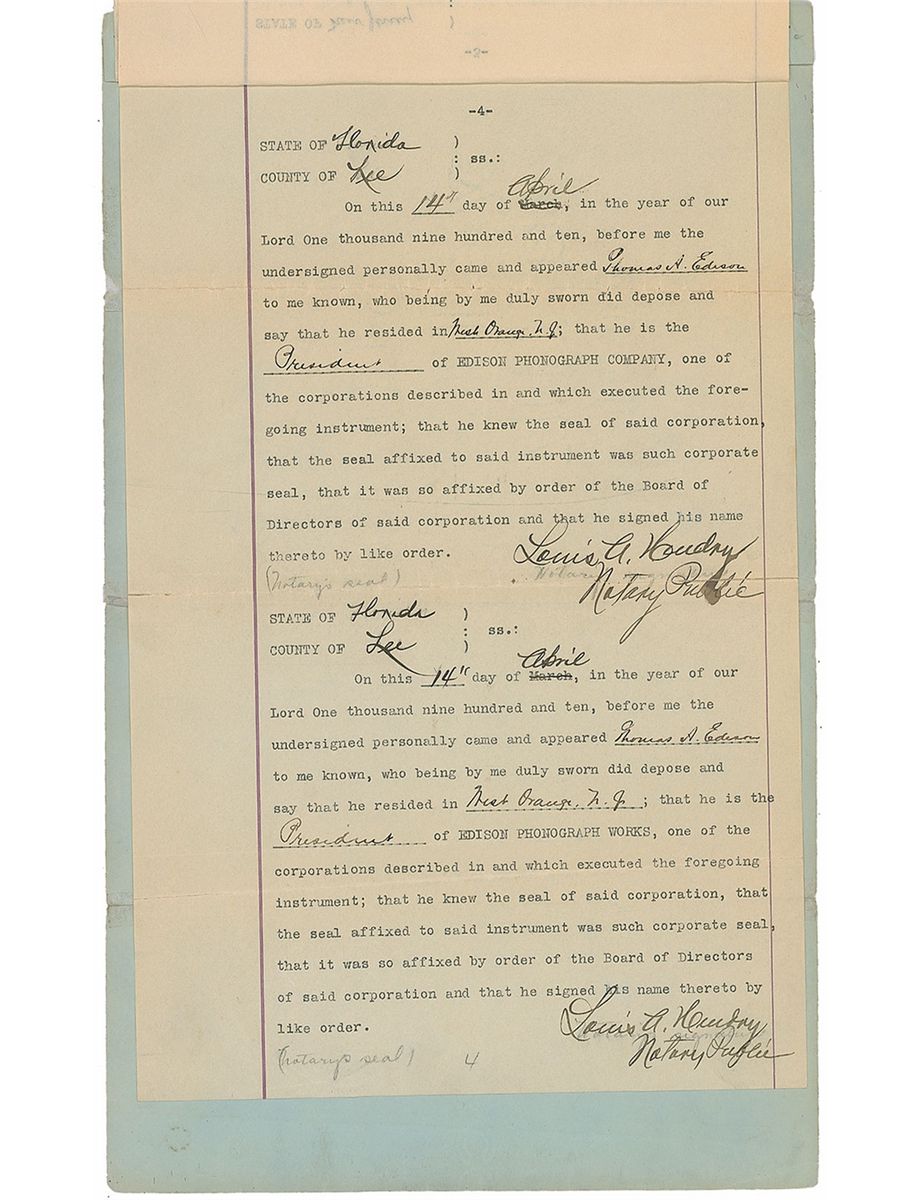 STATE OF New Jersey
-3-
-4-
STATE OF Florida )
: ss.:
COUNTY OF Lee )
April
On this 14" day of March, in the year of our
Lord One thousand nine hundred and ten, before me the
undersigned personally came and appeared Thomas A. Edison
to me known, who being by me duly sworn did depose and
say that he resided in West Orange, N.J; that he is the
President of EDISON PHONOGRAPH COMPANY, one of
the corporations described in and which executed the fore-
going instrument; that he knew the seal of said corporation,
that the seal affixed to said instrument was such corporate
seal, that it was so affixed by order of the Board of
Directors of said corporation and that he signed his name
thereto by like order.
Louis A. Hendry
(Notary's seal)
Notary Public
STATE OF Florida )
: ss.:
COUNTY OF Lee )
April
On this 14" day of March, in the year of our
Lord One thousand nine hundred and ten, before me the
undersigned personally came and appeared Thomas A. Edison
to me known, who being by me duly sworn did depose and
say that he resided in West Orange, N.J. ; that he is the
President of EDISON PHONOGRAPH WORKS, one of the
corporations described in and which executed the foregoing
instrument; that he knew the seal of said corporation, that
the seal affixed to said instrument was such corporate seal,
that it was so affixed by order of the Board of Directors
of said corporation and that he signed his name thereto by
like order.
Louis A. Hendry
Notary Public
(notary's seal) 4